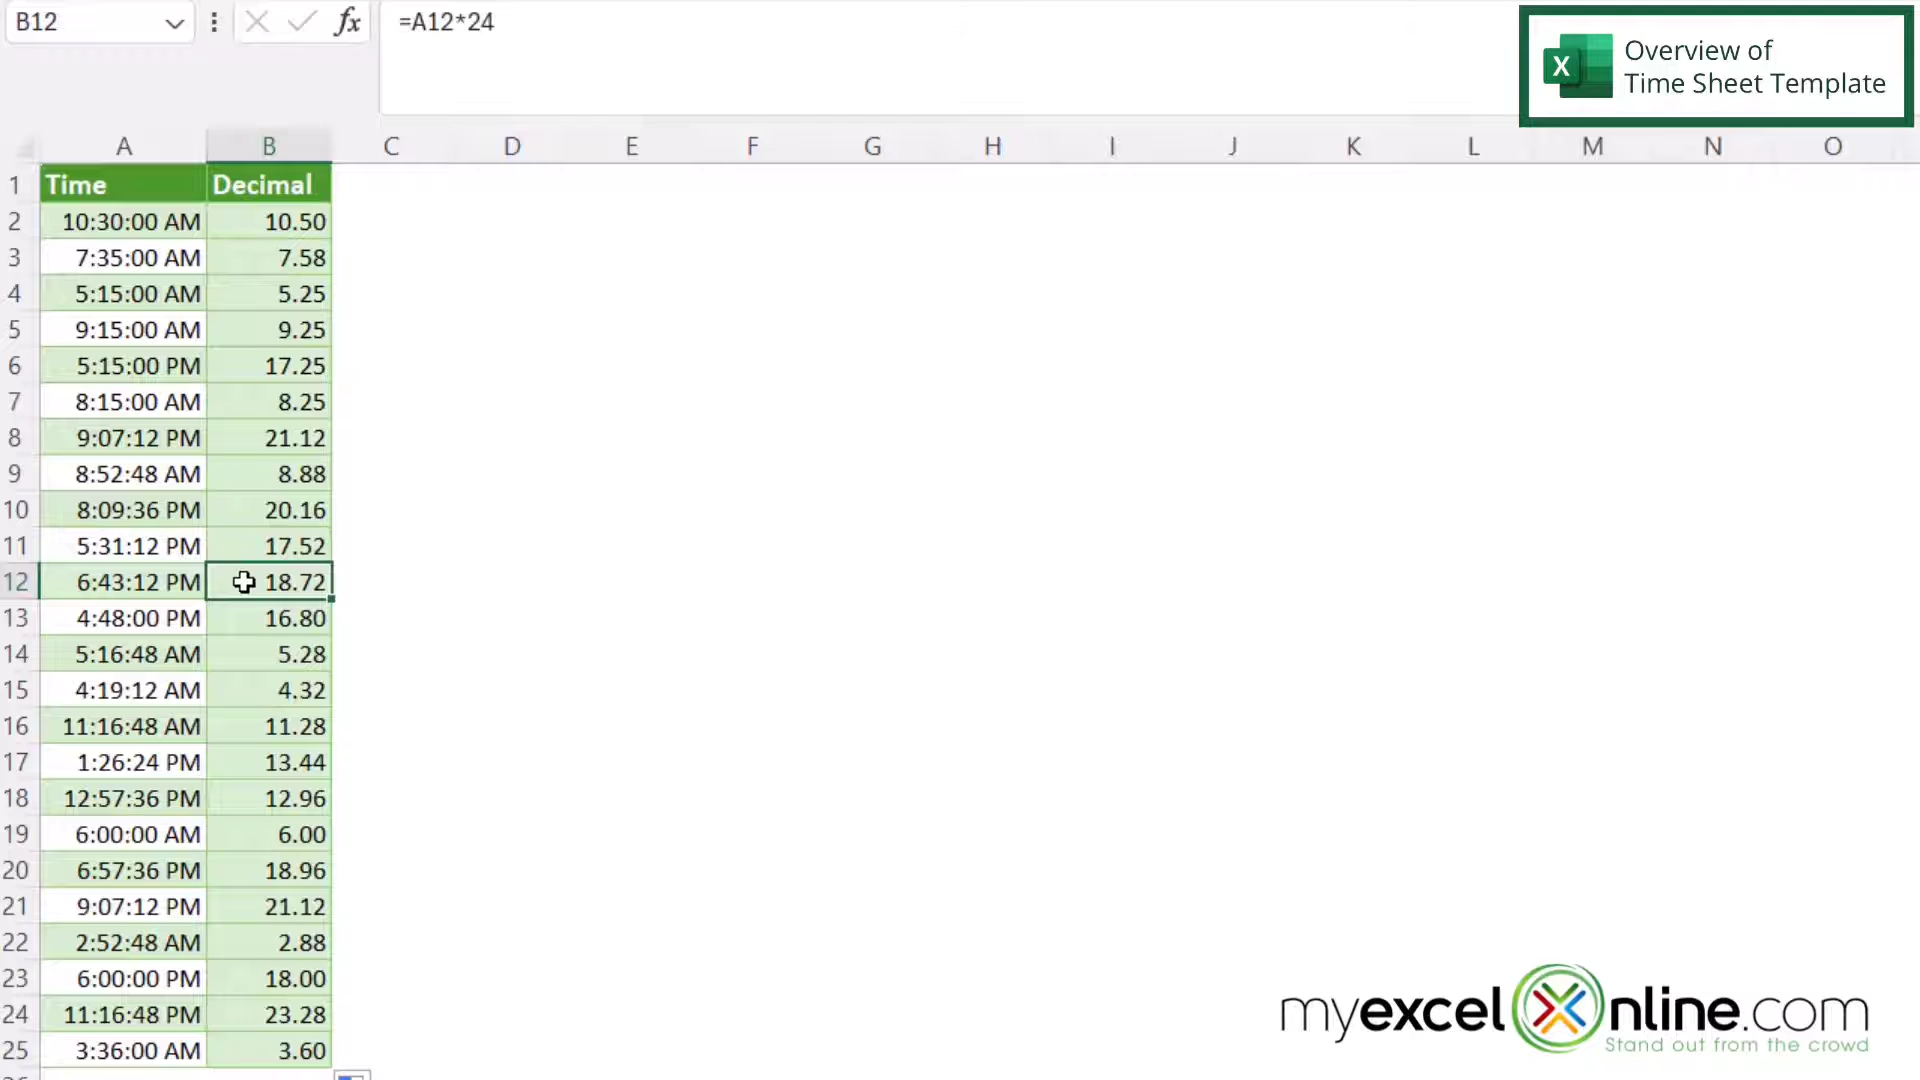 B12
fx
=A12*24
X
Overview of
Time Sheet Template
A B C D E F G H I J K L M N O
1 Time Decimal
2 10:30:00 AM 10.50
3 7:35:00 AM 7.58
4 5:15:00 AM 5.25
5 9:15:00 AM 9.25
6 5:15:00 PM 17.25
7 8:15:00 AM 8.25
8 9:07:12 PM 21.12
9 8:52:48 AM 8.88
10 8:09:36 PM 20.16
11 5:31:12 PM 17.52
12 6:43:12 PM 18.72
13 4:48:00 PM 16.80
14 5:16:48 AM 5.28
15 4:19:12 AM 4.32
16 11:16:48 AM 11.28
17 1:26:24 PM 13.44
18 12:57:36 PM 12.96
19 6:00:00 AM 6.00
20 6:57:36 PM 18.96
21 9:07:12 PM 21.12
22 2:52:48 AM 2.88
23 6:00:00 PM 18.00
24 11:16:48 PM 23.28
25 3:36:00 AM 3.60
myexcelXnline.com
Stand out from the crowd